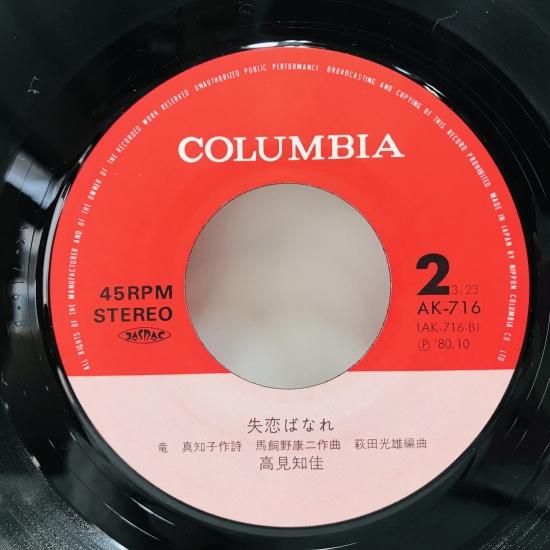 ALL RIGHTS OF THE MANUFACTURER AND OF THE OWNER OF THE RECORDED WORK RESERVED. UNAUTHORIZED PUBLIC PERFORMANCE. BROADCASTING AND COPYING OF THIS RECORD PROHIBITED MADE IN JAPAN BY NIPPON COLUMBIA CO., LTD
COLUMBIA
45RPM
STEREO
JASRAC
2 3:23
AK-716
(AK-716-B)
Ⓟ '80.10
失恋ばなれ
竜 真知子作詩 馬飼野康二作曲 萩田光雄編曲
高見知佳